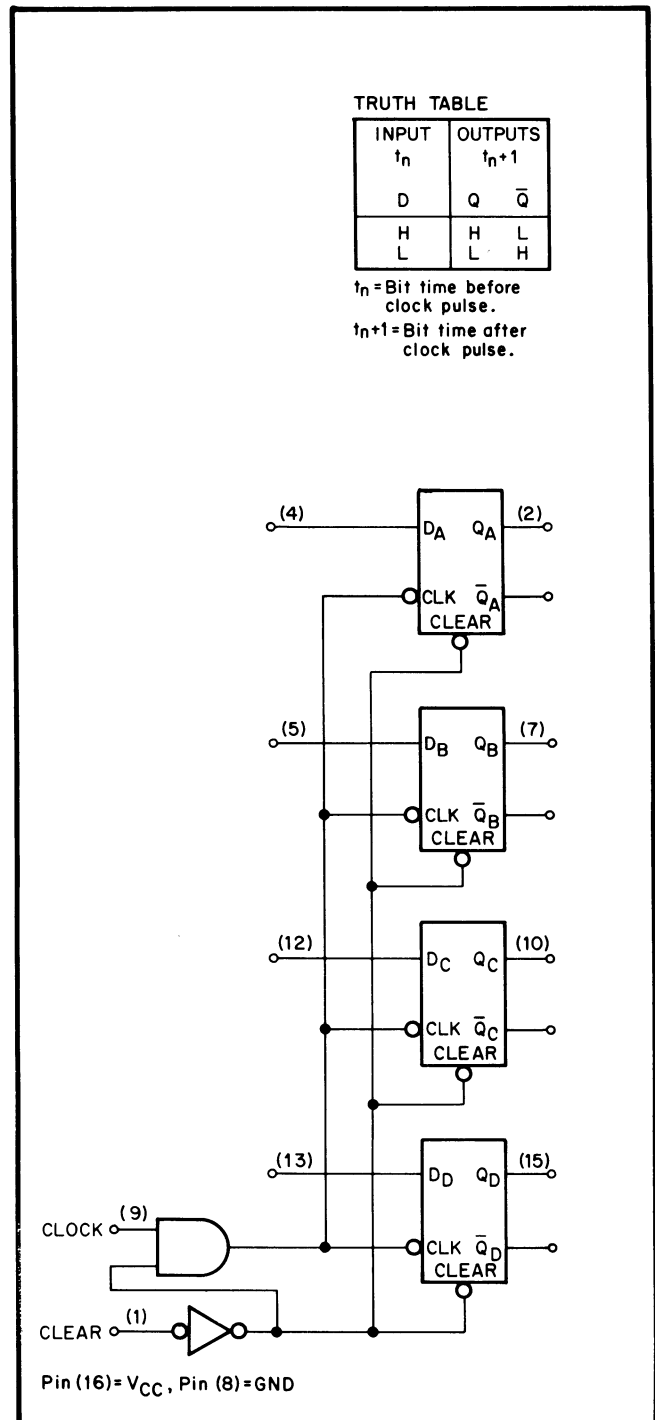 TRUTH TABLE
INPUT OUTPUTS
tn tn+1
D Q Q̅
H H L
L L H
tn=Bit time before
clock pulse.
tn+1=Bit time after
clock pulse.
(4) DA QA (2)
CLK Q̅A
CLEAR
(5) DB QB (7)
CLK Q̅B
CLEAR
(12) DC QC (10)
CLK Q̅C
CLEAR
(13) DD QD (15)
CLOCK (9) CLK Q̅D
CLEAR
CLEAR (1)
Pin (16)=VCC, Pin (8)=GND